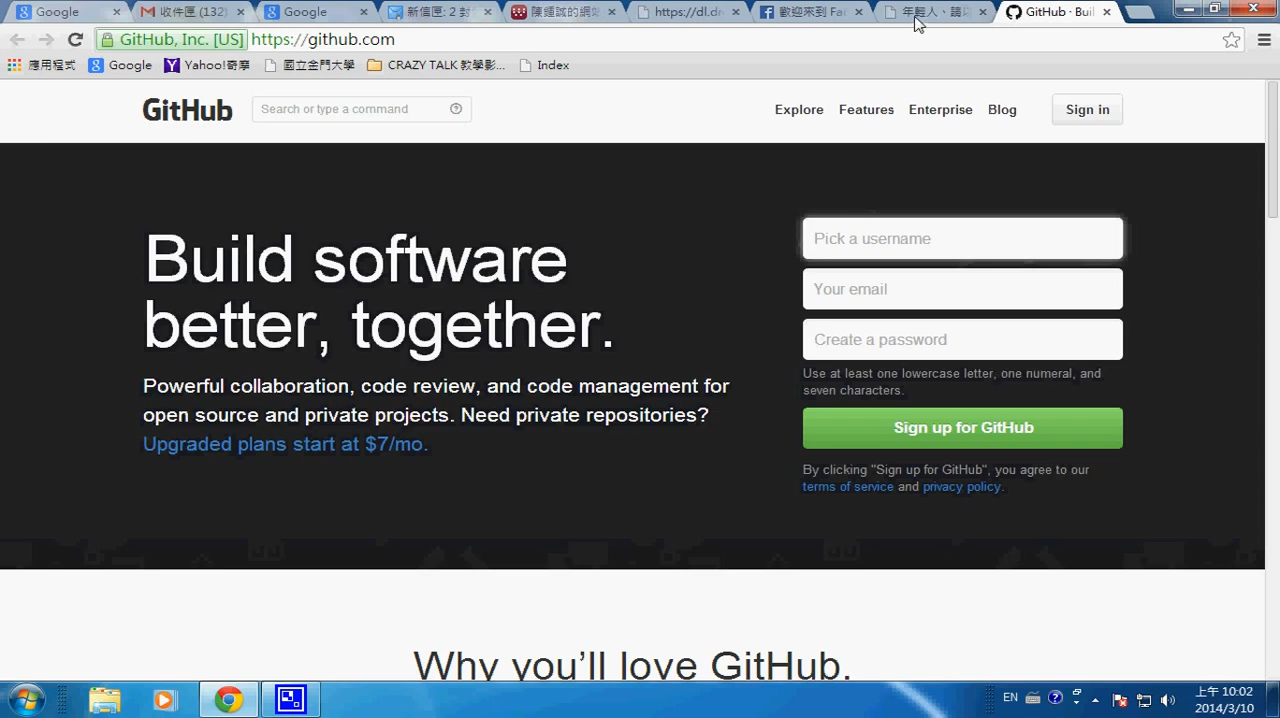 Google
收件匣 (132)
Google
新信匣: 2 封
陳鍾誠的網站
https://dl.dr
歡迎來到 Fa
年輕人、請
GitHub · Buil
GitHub, Inc. [US] https://github.com
應用程式 Google Yahoo!奇摩 國立金門大學 CRAZY TALK 教學影... Index
GitHub Search or type a command Explore Features Enterprise Blog Sign in
Build software
better, together.
Powerful collaboration, code review, and code management for
open source and private projects. Need private repositories?
Upgraded plans start at $7/mo.
Pick a username
Your email
Create a password
Use at least one lowercase letter, one numeral, and
seven characters.
Sign up for GitHub
By clicking "Sign up for GitHub", you agree to our
terms of service and privacy policy.
Why you'll love GitHub.
EN
上午 10:02
2014/3/10